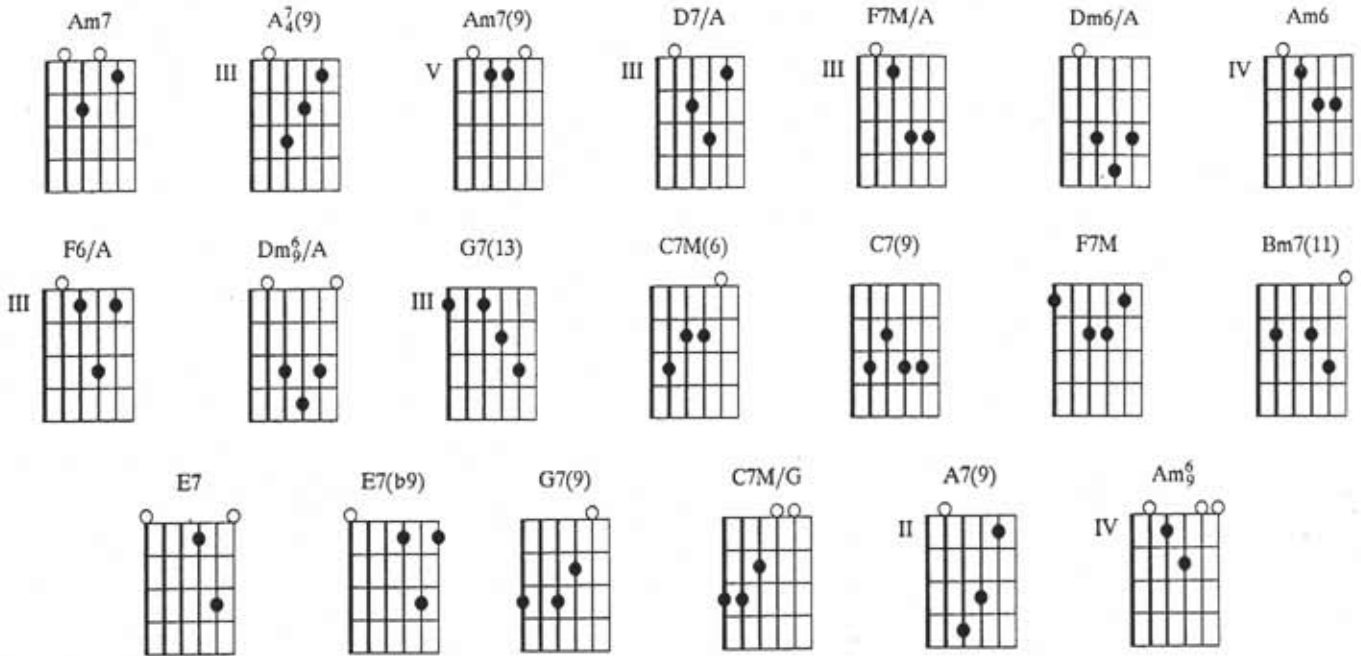 Am7 A7/4(9) Am7(9) D7/A F7M/A Dm6/A Am6
III V III III IV
F6/A Dm6/9/A G7(13) C7M(6) C7(9) F7M Bm7(11)
III III
E7 E7(b9) G7(9) C7M/G A7(9) Am6/9
II IV